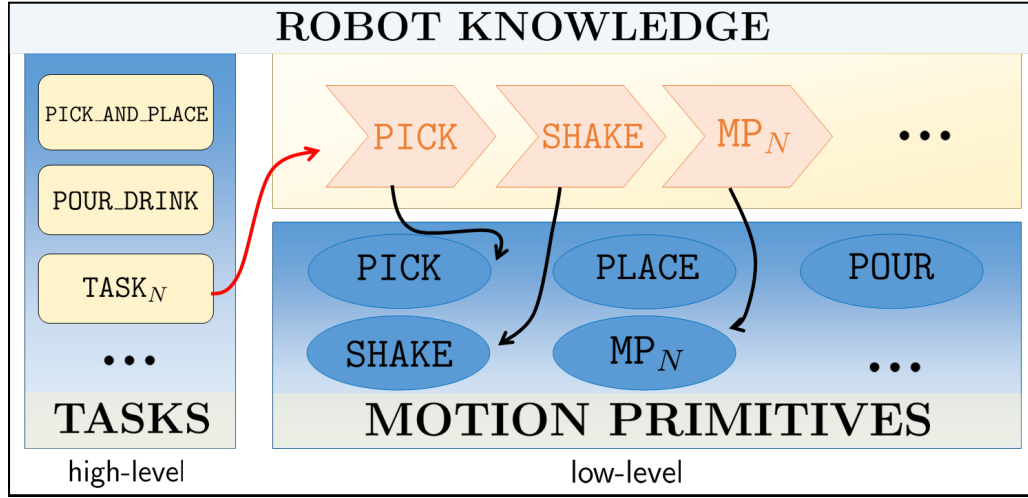 ROBOT KNOWLEDGE
PICK_AND_PLACE
POUR_DRINK
TASK_N
...
TASKS
high-level
PICK
SHAKE
MP_N
...
PICK
PLACE
POUR
SHAKE
MP_N
...
MOTION PRIMITIVES
low-level